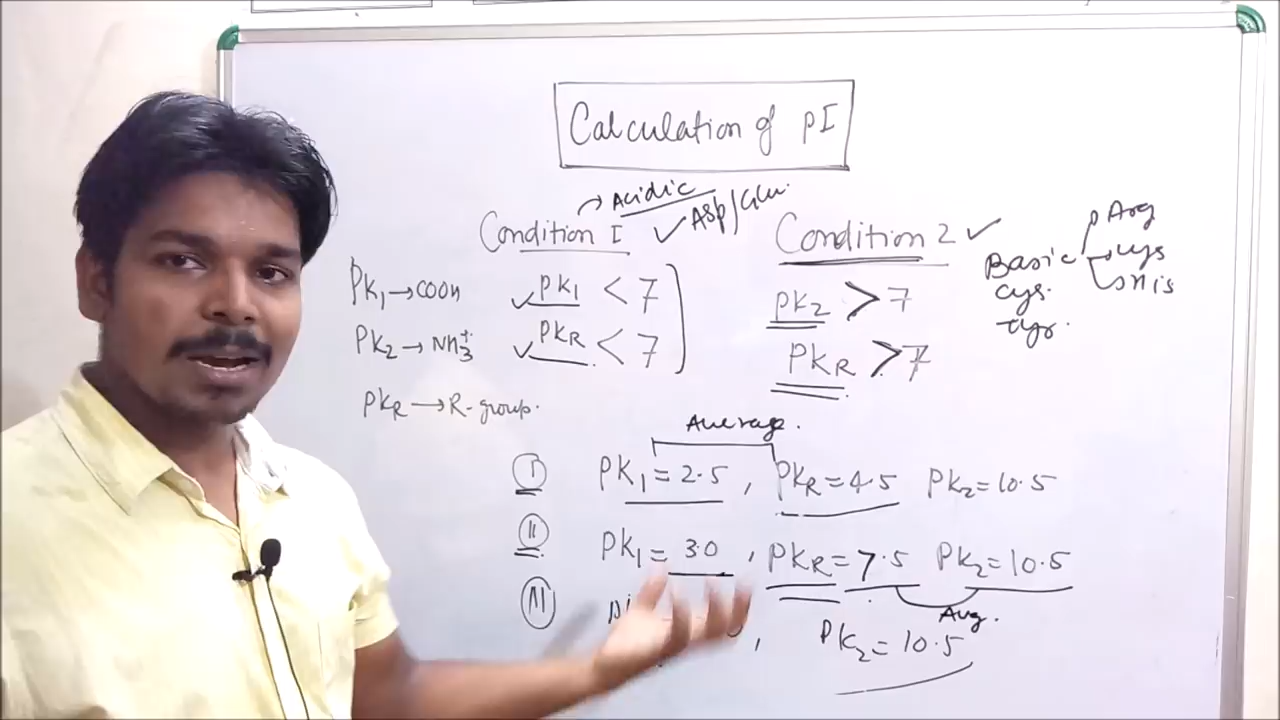 Calculation of pI
→ Acidic
Condition I ✓ Asp/Glu.
Condition 2 ✓
Basic → Arg
→ Lys
→ His
Cys.
Tyr.
PK1 → COOH
PK2 → NH3+
PKR → R-group.
✓ PK1 < 7
✓ PKR < 7
PK2 > 7
PKR > 7
Average.
I PK1 = 2.5, PKR = 4.5 PK2 = 10.5
II PK1 = 3.0, PKR = 7.5 PK2 = 10.5
Avg.
III , PK2 = 10.5